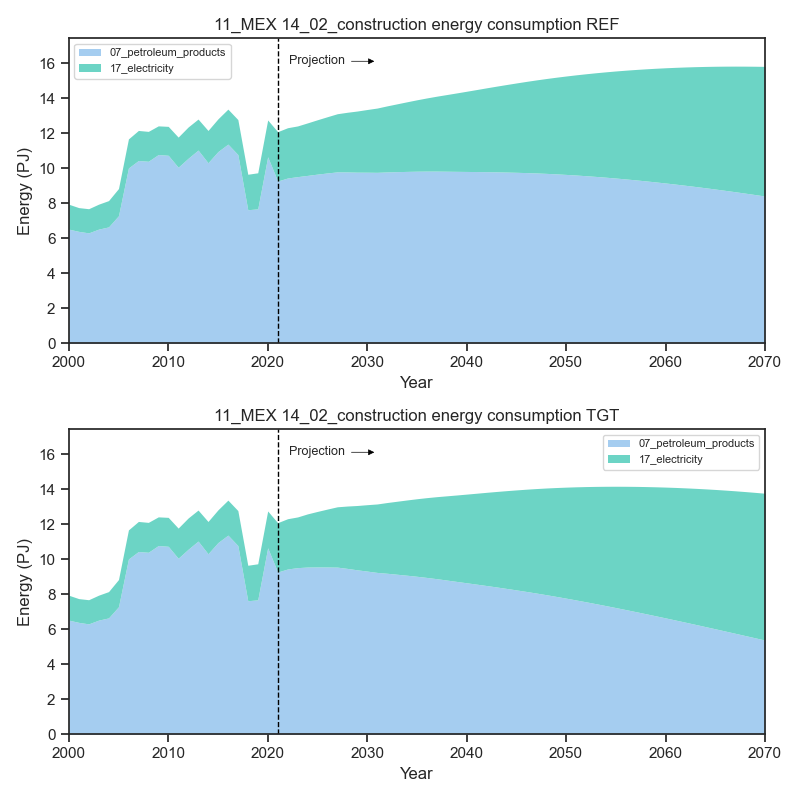 11_MEX 14_02_construction energy consumption REF
07_petroleum_products
17_electricity
Projection
16
14
12
10
8
6
4
2
0
Energy (PJ)
2000 2010 2020 2030 2040 2050 2060 2070
Year
11_MEX 14_02_construction energy consumption TGT
07_petroleum_products
17_electricity
Projection
16
14
12
10
8
6
4
2
0
Energy (PJ)
2000 2010 2020 2030 2040 2050 2060 2070
Year